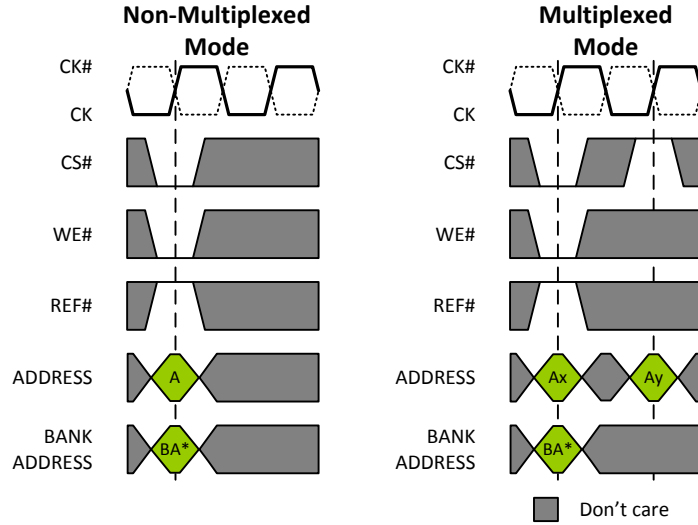 Non-Multiplexed
Mode
CK#
CK
CS#
WE#
REF#
ADDRESS
A
BANK
ADDRESS
BA*
Multiplexed
Mode
CK#
CK
CS#
WE#
REF#
ADDRESS
Ax
Ay
BANK
ADDRESS
BA*
Don't care